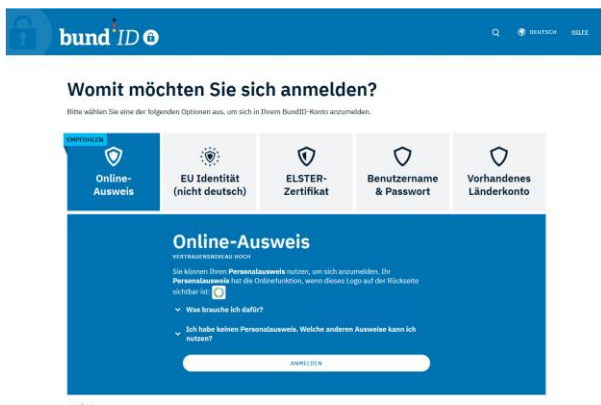 bundID
DEUTSCH
HILFE
Womit möchten Sie sich anmelden?
Bitte wählen Sie eine der folgenden Optionen aus, um sich in Ihrem BundID-Konto anzumelden.
EMPFOHLEN
Online-
Ausweis
EU Identität
(nicht deutsch)
ELSTER-
Zertifikat
Benutzername
& Passwort
Vorhandenes
Länderkonto
Online-Ausweis
VERTRAUENSNIVEAU HOCH
Sie können Ihren Personalausweis nutzen, um sich anzumelden. Ihr
Personalausweis hat die Onlinefunktion, wenn dieses Logo auf der Rückseite
sichtbar ist:
Was brauche ich dafür?
Ich habe keinen Personalausweis. Welche anderen Ausweise kann ich
nutzen?
ANMELDEN